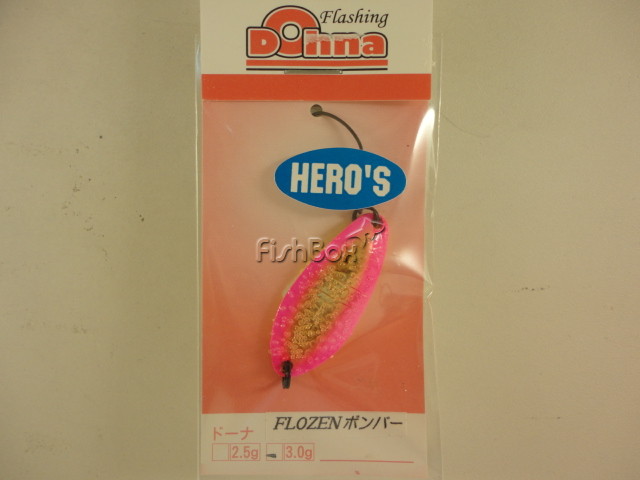 Flashing
Dohna
HERO'S
FishBox
FLOZENボンバー
ドーナ
2.5g 3.0g